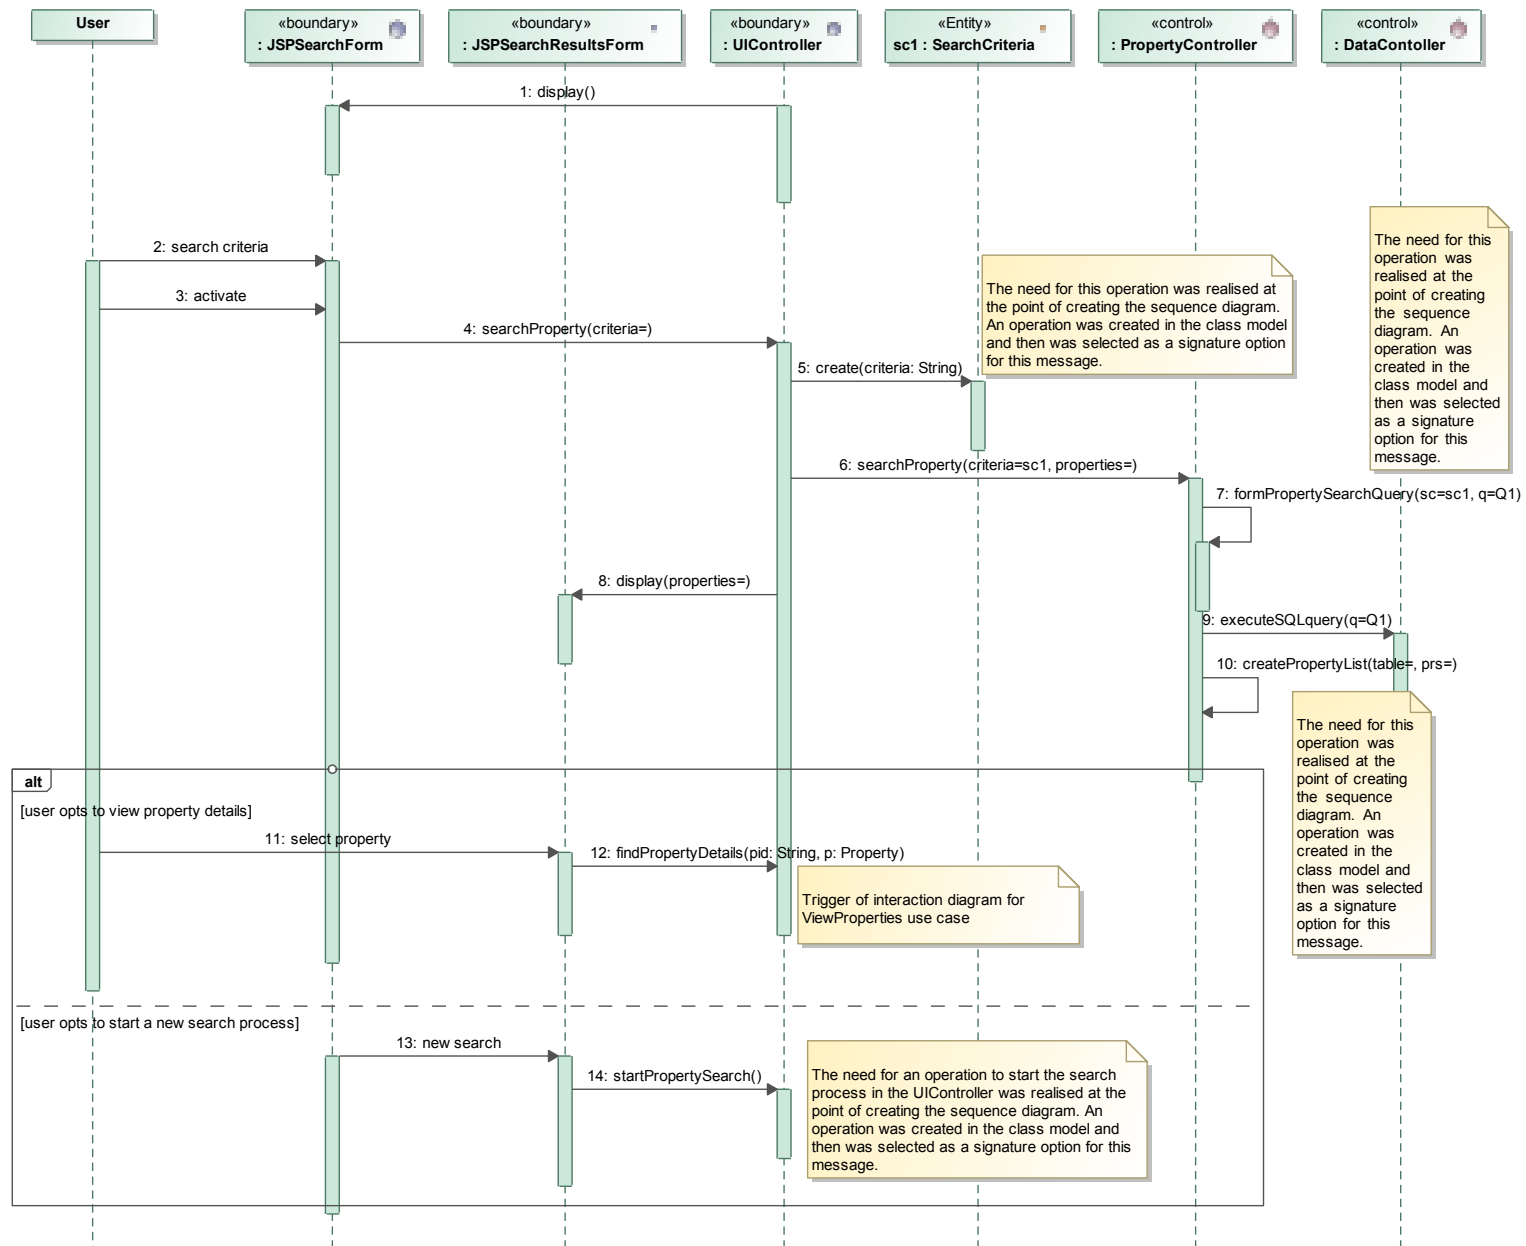 User
«boundary»
: JSPSearchForm
«boundary»
: JSPSearchResultsForm
«boundary»
: UIController
«Entity»
sc1 : SearchCriteria
«control»
: PropertyController
«control»
: DataContoller
1: display()
2: search criteria
3: activate
4: searchProperty(criteria=)
5: create(criteria: String)
The need for this operation was realised at
the point of creating the sequence diagram.
An operation was created in the class model
and then was selected as a signature option
for this message.
The need for this
operation was
realised at the
point of creating
the sequence
diagram. An
operation was
created in the
class model and
then was selected
as a signature
option for this
message.
6: searchProperty(criteria=sc1, properties=)
7: formPropertySearchQuery(sc=sc1, q=Q1)
8: display(properties=)
9: executeSQLquery(q=Q1)
10: createPropertyList(table=, prs=)
The need for this
operation was
realised at the
point of creating
the sequence
diagram. An
operation was
created in the
class model and
then was selected
as a signature
option for this
message.
alt
[user opts to view property details]
11: select property
12: findPropertyDetails(pid: String, p: Property)
Trigger of interaction diagram for
ViewProperties use case
[user opts to start a new search process]
13: new search
14: startPropertySearch()
The need for an operation to start the search
process in the UIController was realised at the
point of creating the sequence diagram. An
operation was created in the class model and
then was selected as a signature option for this
message.